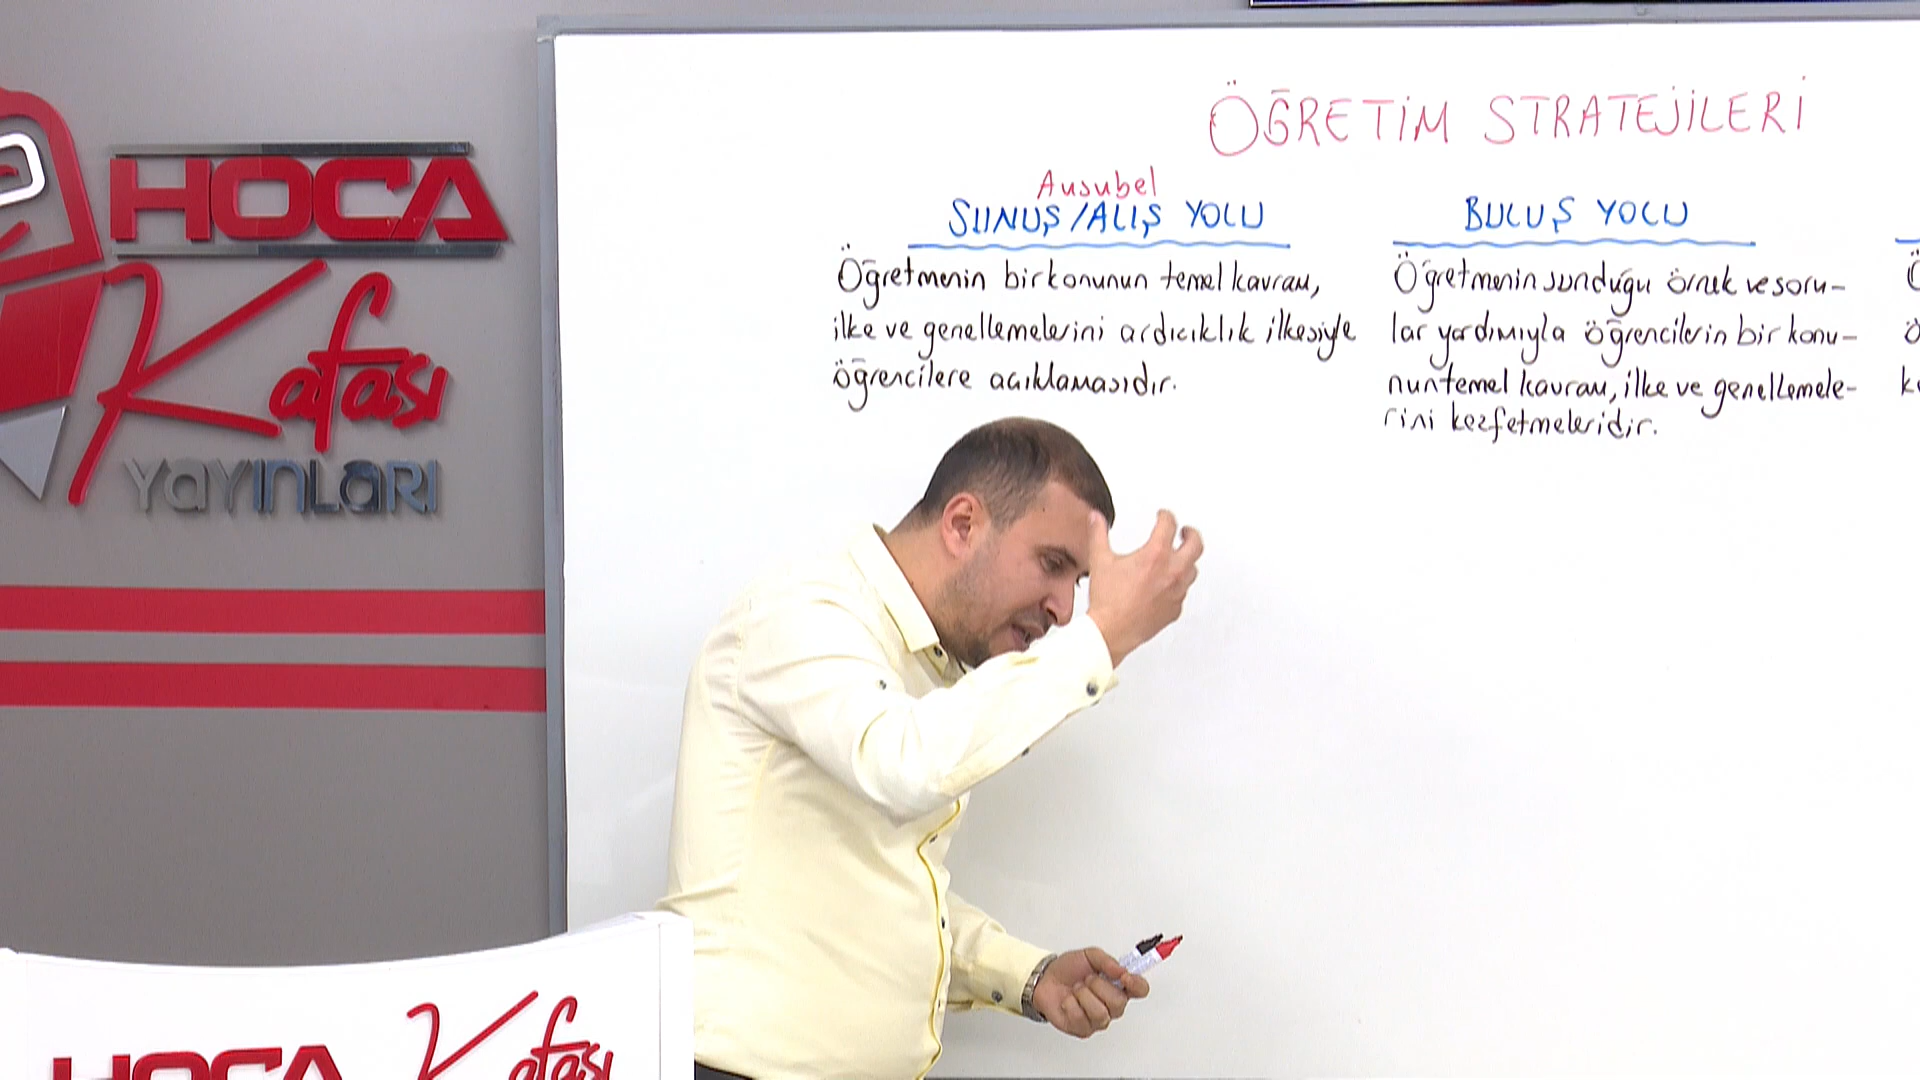 HOCA
Kafası
YAYINLARI
ÖĞRETİM STRATEJİLERİ
Ausubel
SUNUŞ/ALIŞ YOLU
Öğretmenin bir konunun temel kavram,
ilke ve genellemelerini ardıcıklık ilkesiyle
öğrencilere açıklamasıdır.
BULUŞ YOLU
Öğretmenin sunduğu örnek ve soru-
lar yardımıyla öğrencilerin bir konu-
nun temel kavram, ilke ve genellemele-
rini keşfetmeleridir.
HOCA
Kafası